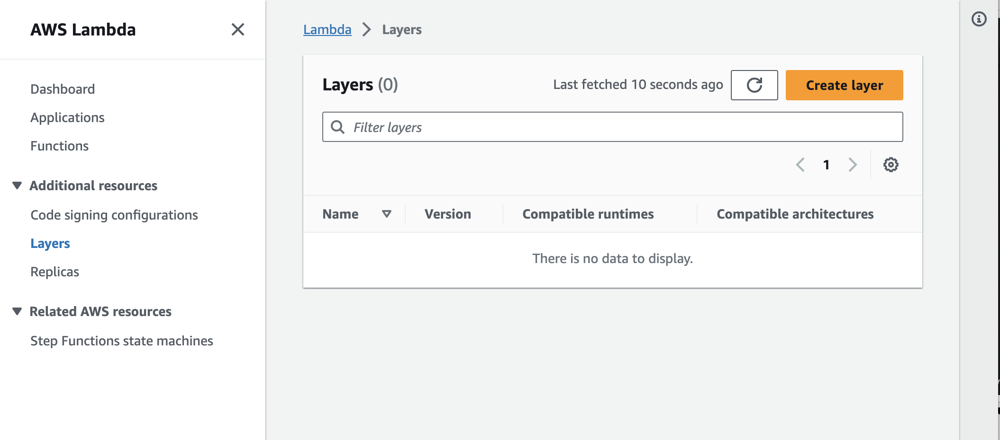 AWS Lambda
Dashboard
Applications
Functions
Additional resources
Code signing configurations
Layers
Replicas
Related AWS resources
Step Functions state machines
Lambda > Layers
Layers (0)
Last fetched 10 seconds ago
Create layer
Filter layers
1
Name Version Compatible runtimes Compatible architectures
There is no data to display.